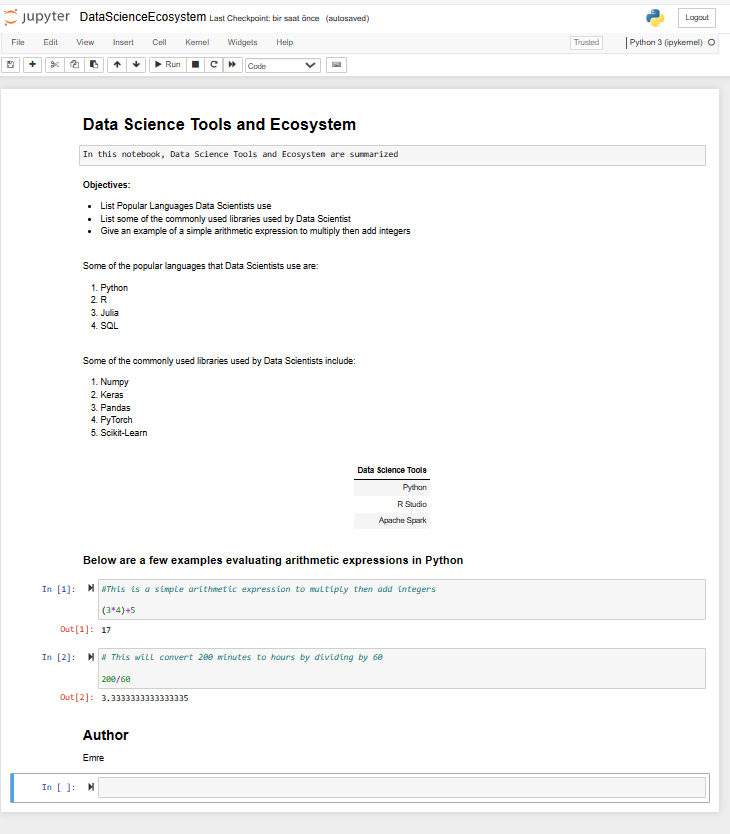 jupyter DataScienceEcosystem Last Checkpoint: bir saat önce (autosaved) Logout
File Edit View Insert Cell Kernel Widgets Help Trusted Python 3 (ipykernel)
Run Code
Data Science Tools and Ecosystem
In this notebook, Data Science Tools and Ecosystem are summarized
Objectives:
• List Popular Languages Data Scientists use
• List some of the commonly used libraries used by Data Scientist
• Give an example of a simple arithmetic expression to multiply then add integers
Some of the popular languages that Data Scientists use are:
1. Python
2. R
3. Julia
4. SQL
Some of the commonly used libraries used by Data Scientists include:
1. Numpy
2. Keras
3. Pandas
4. PyTorch
5. Scikit-Learn
Data Science Tools
Python
R Studio
Apache Spark
Below are a few examples evaluating arithmetic expressions in Python
In [1]: #This is a simple arithmetic expression to multiply then add integers
(3*4)+5
Out[1]: 17
In [2]: # This will convert 200 minutes to hours by dividing by 60
200/60
Out[2]: 3.3333333333333335
Author
Emre
In [ ]: